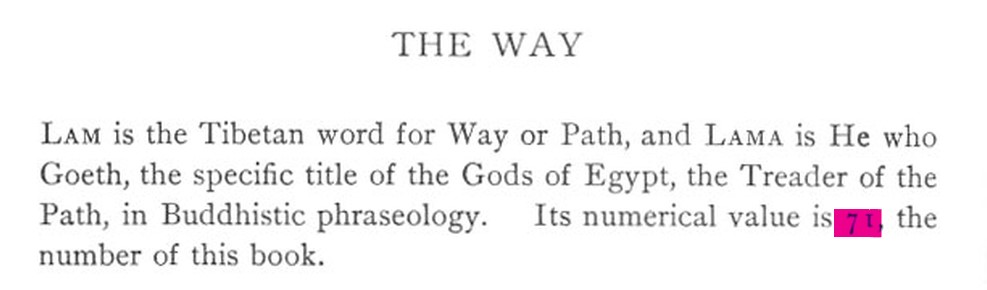 THE WAY
LAM is the Tibetan word for Way or Path, and LAMA is He who
Goeth, the specific title of the Gods of Egypt, the Treader of the
Path, in Buddhistic phraseology. Its numerical value is 71, the
number of this book.